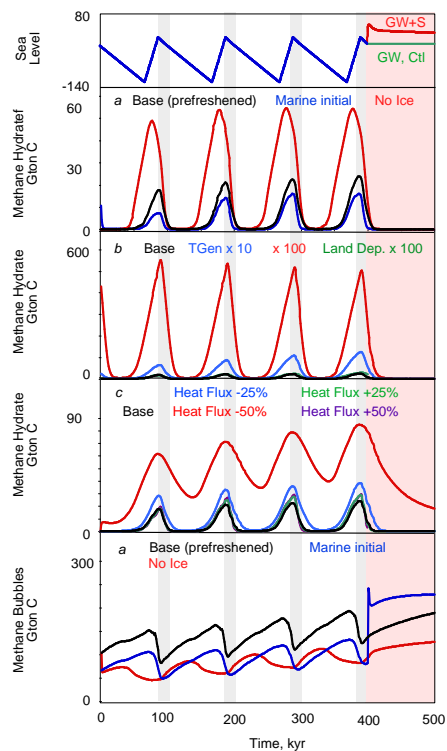 80
Sea
Level
-140
GW+S
GW, Ctl
a Base (prefreshened) Marine initial No Ice
Methane Hydratef
Gton C
60
30
0
b Base TGen x 10 x 100 Land Dep. x 100
Methane Hydrate
Gton C
600
0
c Heat Flux -25% Heat Flux +25%
Base Heat Flux -50% Heat Flux +50%
Methane Hydrate
Gton C
90
0
a Base (prefreshened) Marine initial
No Ice
Methane Bubbles
Gton C
300
0
0 100 200 300 400 500
Time, kyr